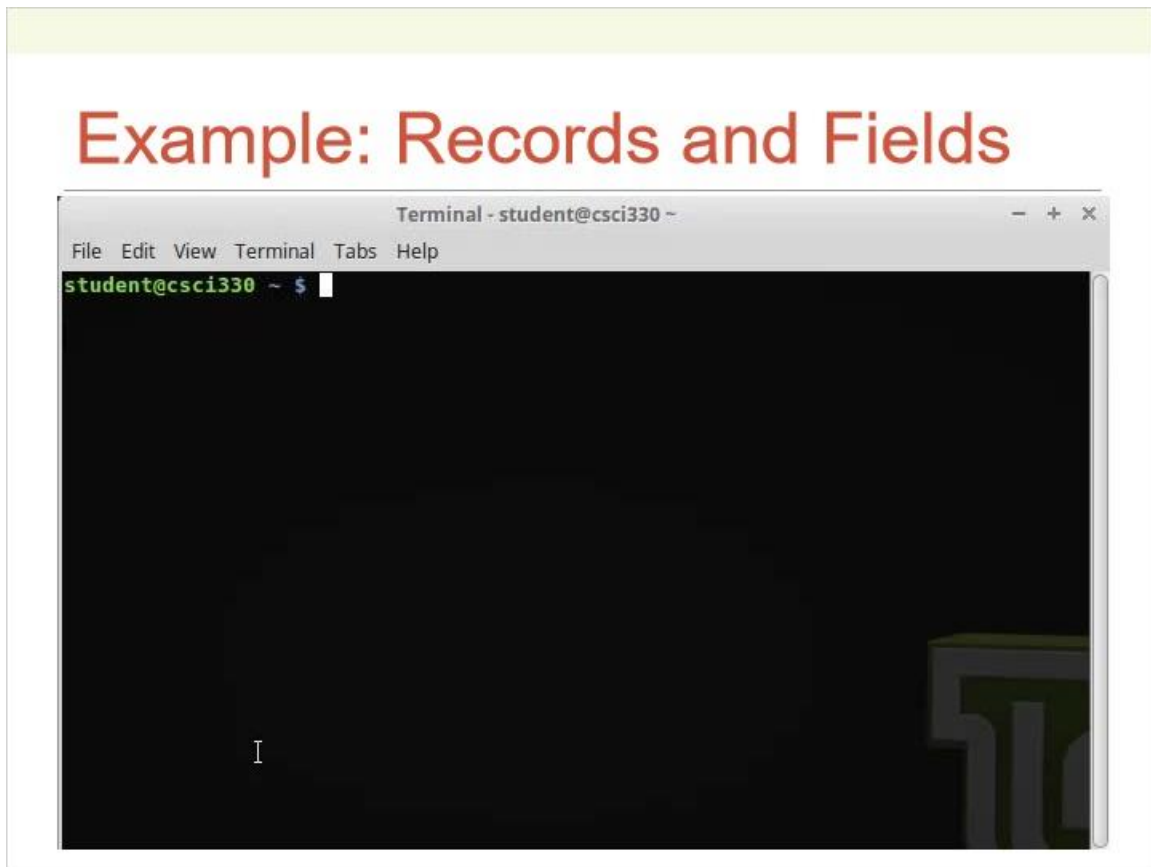 Example: Records and Fields
Terminal - student@csci330 ~
File Edit View Terminal Tabs Help
student@csci330 ~ $